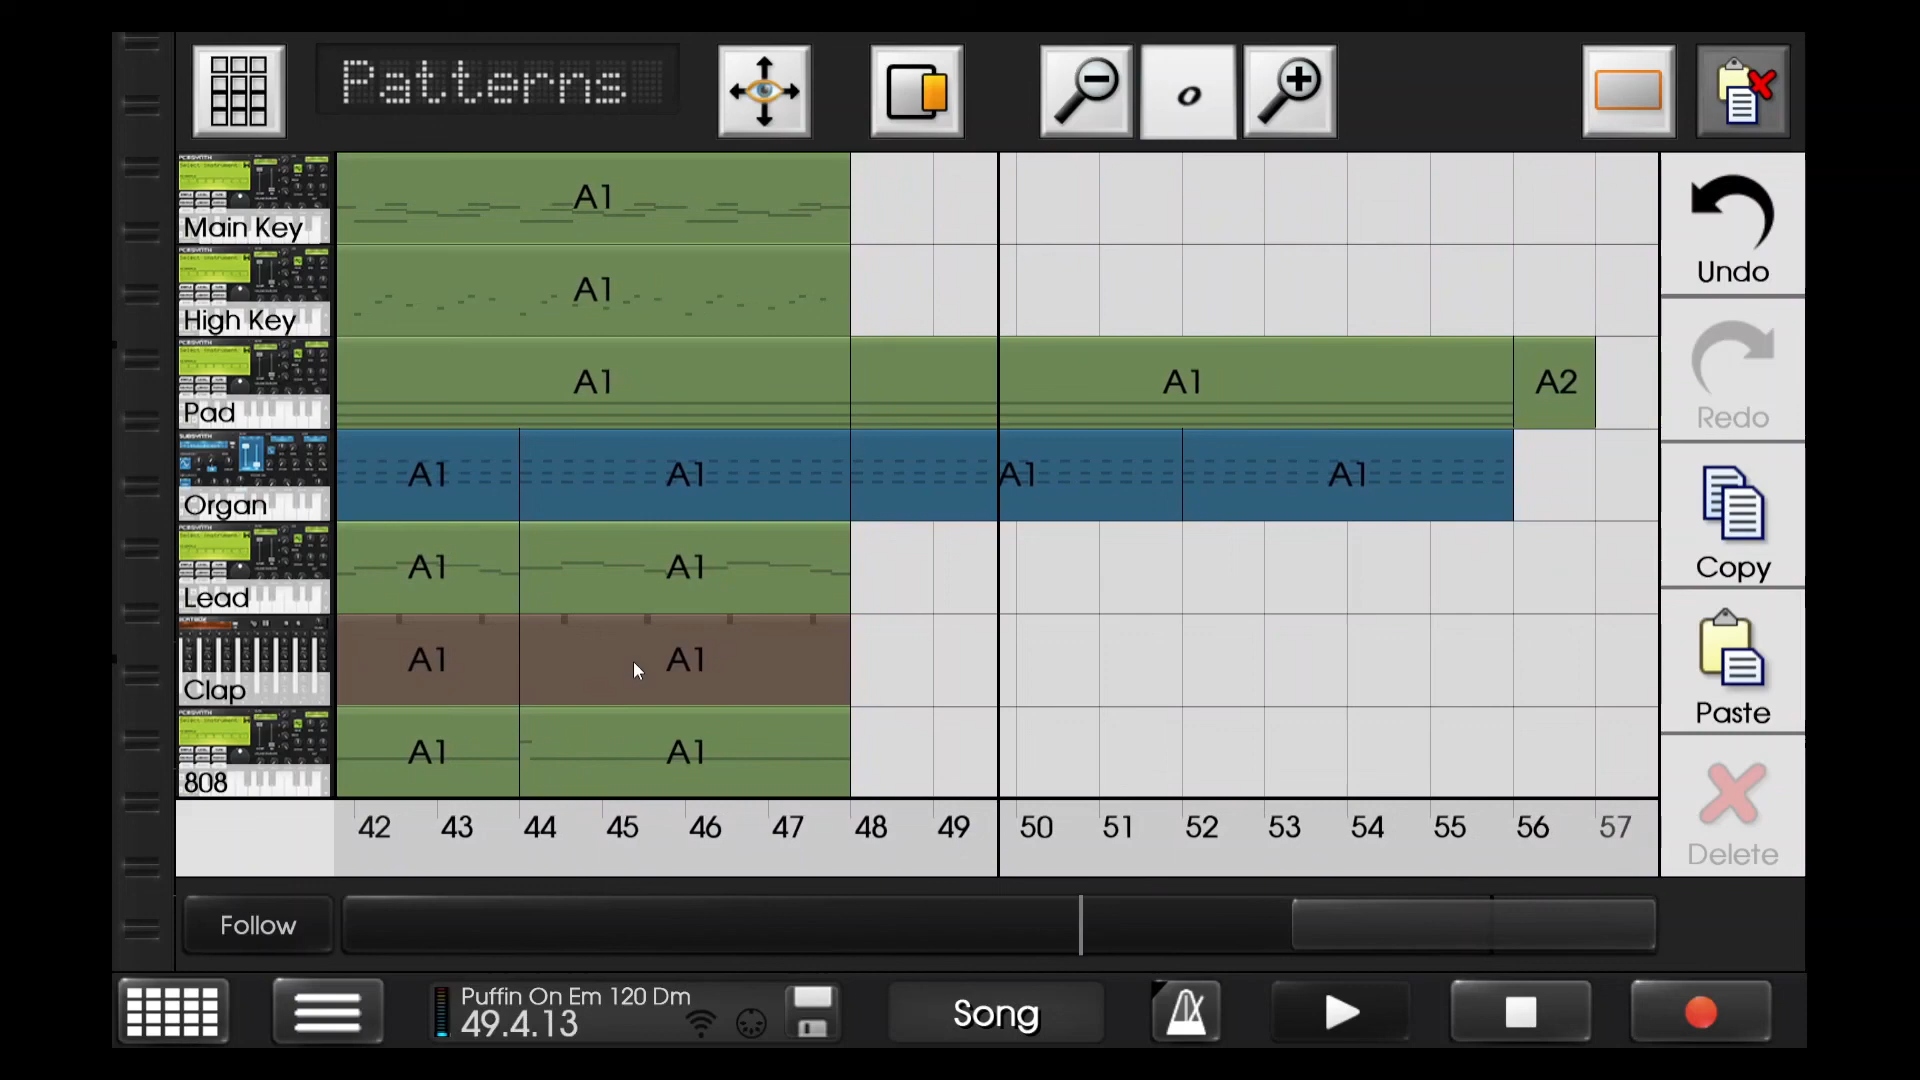 Patterns
o
Main Key
A1
High Key
A1
Pad
A1 A1 A2
Organ
A1 A1 A1 A1
Lead
A1 A1
Clap
A1 A1
808
A1 A1
42 43 44 45 46 47 48 49 50 51 52 53 54 55 56 57
Undo
Redo
Copy
Paste
Delete
Follow
Puffin On Em 120 Dm
49.4.13
Song